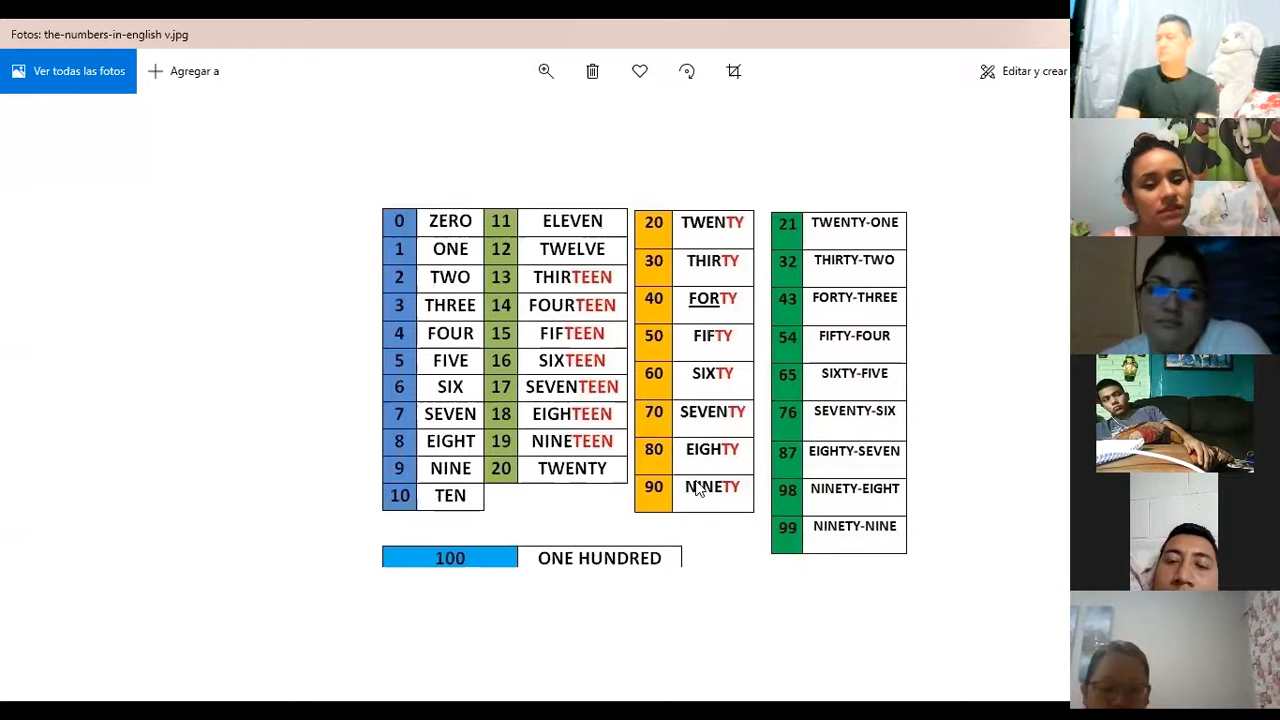 Fotos: the-numbers-in-english v.jpg
Ver todas las fotos
Agregar a
Editar y crear
0 ZERO 11 ELEVEN
1 ONE 12 TWELVE
2 TWO 13 THIRTEEN
3 THREE 14 FOURTEEN
4 FOUR 15 FIFTEEN
5 FIVE 16 SIXTEEN
6 SIX 17 SEVENTEEN
7 SEVEN 18 EIGHTEEN
8 EIGHT 19 NINETEEN
9 NINE 20 TWENTY
10 TEN
20 TWENTY
30 THIRTY
40 FORTY
50 FIFTY
60 SIXTY
70 SEVENTY
80 EIGHTY
90 NINETY
21 TWENTY-ONE
32 THIRTY-TWO
43 FORTY-THREE
54 FIFTY-FOUR
65 SIXTY-FIVE
76 SEVENTY-SIX
87 EIGHTY-SEVEN
98 NINETY-EIGHT
99 NINETY-NINE
100 ONE HUNDRED